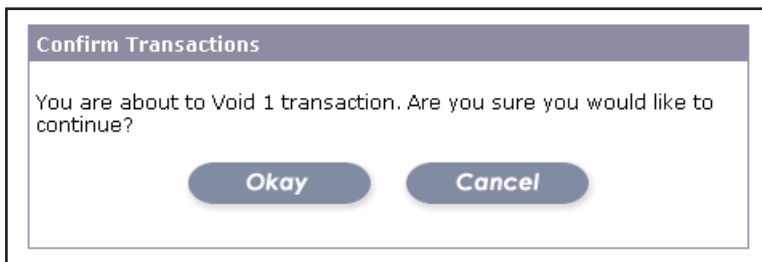 Confirm Transactions
You are about to Void 1 transaction. Are you sure you would like to
continue?
Okay Cancel